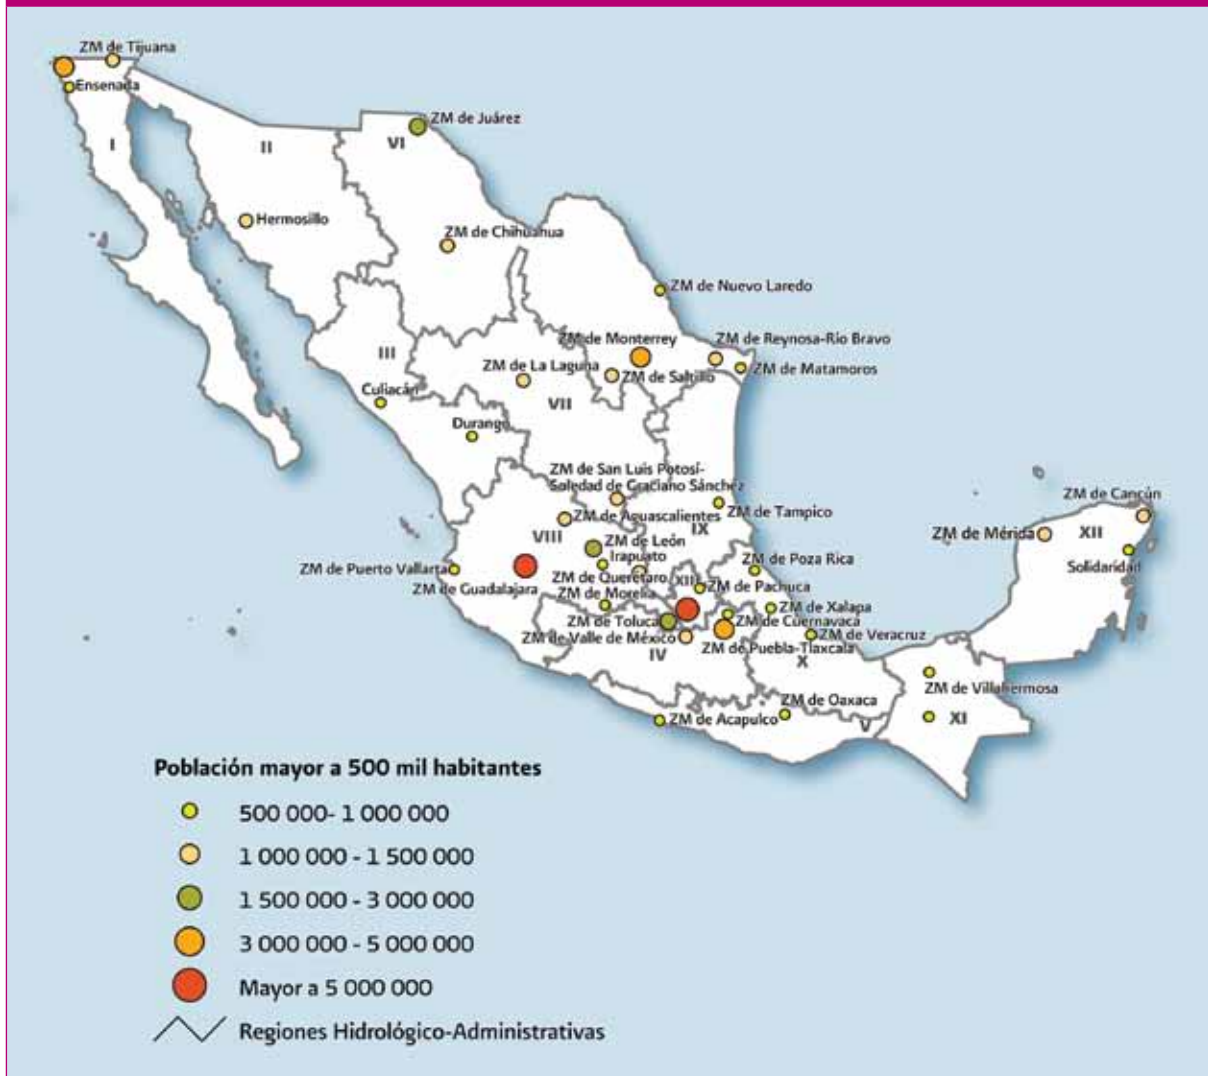 ZM de Tijuana
Ensenada
I
II
VI
ZM de Juárez
Hermosillo
ZM de Chihuahua
ZM de Nuevo Laredo
III
ZM de Monterrey
ZM de Reynosa-Río Bravo
ZM de La Laguna
ZM de Saltillo
ZM de Matamoros
Culiacán
VII
Durango
ZM de San Luis Potosí-
Soledad de Graciano Sánchez
ZM de Cancún
ZM de Aguascalientes
ZM de Tampico
VIII
IX
ZM de Mérida
XII
ZM de León
Irapuato
ZM de Poza Rica
Solidaridad
ZM de Puerto Vallarta
ZM de Querétaro
XIII
ZM de Pachuca
ZM de Guadalajara
ZM de Morelia
ZM de Xalapa
ZM de Toluca
ZM de Cuernavaca
ZM de Valle de México
ZM de Veracruz
ZM de Puebla-Tlaxcala
IV
X
ZM de Villahermosa
ZM de Oaxaca
ZM de Acapulco
V
XI
Población mayor a 500 mil habitantes
500 000- 1 000 000
1 000 000 - 1 500 000
1 500 000 - 3 000 000
3 000 000 - 5 000 000
Mayor a 5 000 000
Regiones Hidrológico-Administrativas